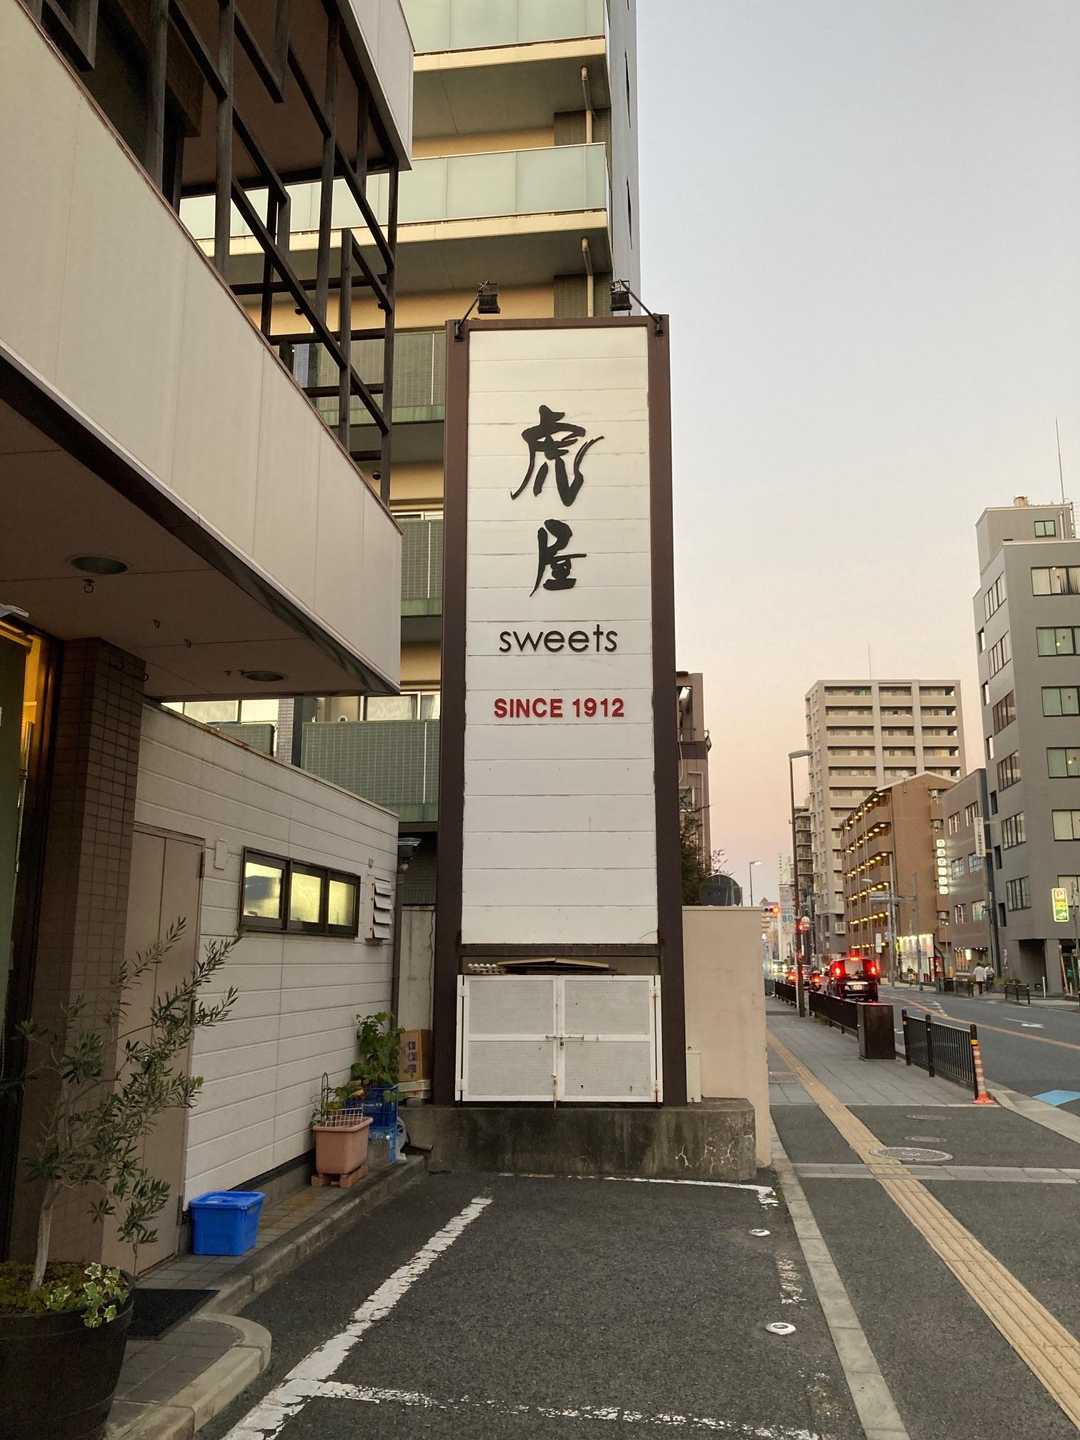 虎
屋
sweets
SINCE 1912